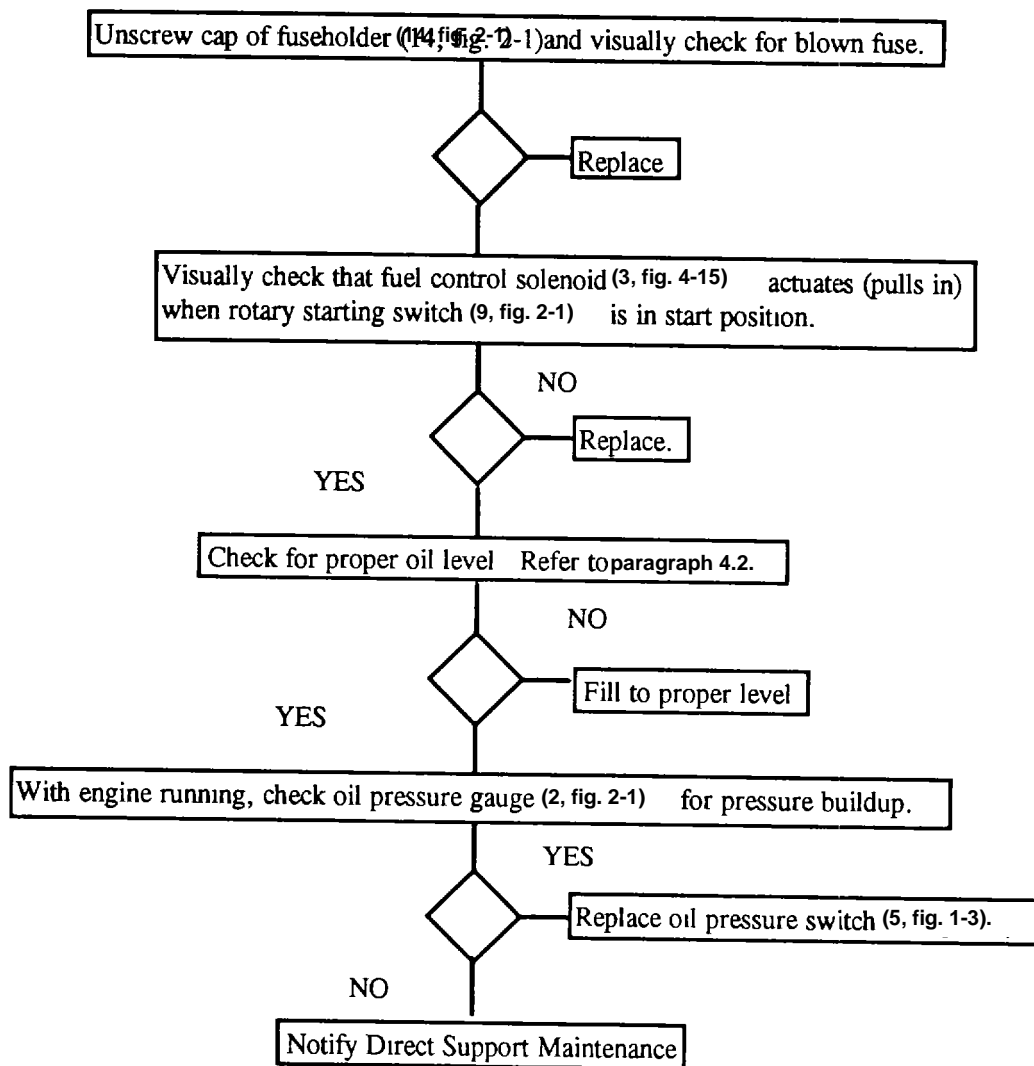 Unscrew cap of fuseholder (14, fig. 2-1) and visually check for blown fuse.
Replace
Visually check that fuel control solenoid (3, fig. 4-15) actuates (pulls in)
when rotary starting switch (9, fig. 2-1) is in start position.
NO
Replace.
YES
Check for proper oil level Refer to paragraph 4.2.
NO
Fill to proper level
YES
With engine running, check oil pressure gauge (2, fig. 2-1) for pressure buildup.
YES
Replace oil pressure switch (5, fig. 1-3).
NO
Notify Direct Support Maintenance